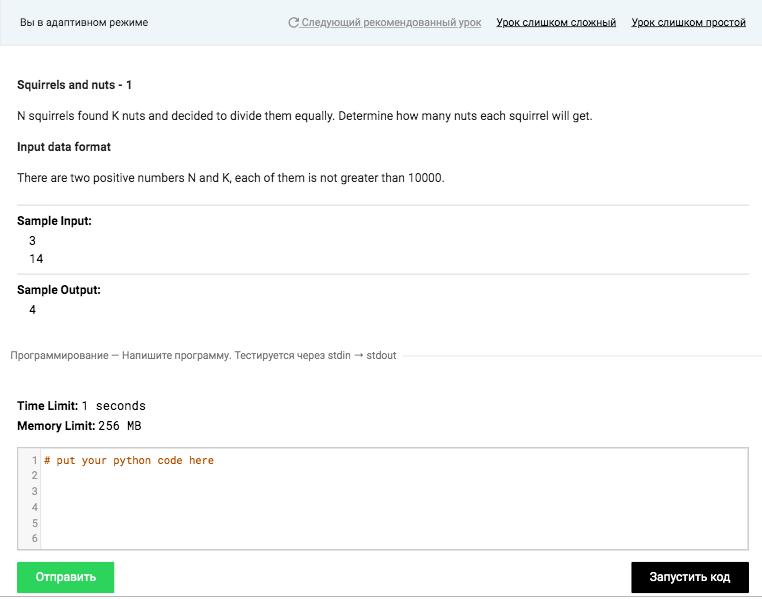 Вы в адаптивном режиме
Следующий рекомендованный урок
Урок слишком сложный
Урок слишком простой
Squirrels and nuts - 1
N squirrels found K nuts and decided to divide them equally. Determine how many nuts each squirrel will get.
Input data format
There are two positive numbers N and K, each of them is not greater than 10000.
Sample Input:
3
14
Sample Output:
4
Программирование — Напишите программу. Тестируется через stdin → stdout
Time Limit: 1 seconds
Memory Limit: 256 MB
1 # put your python code here
2
3
4
5
6
Отправить
Запустить код